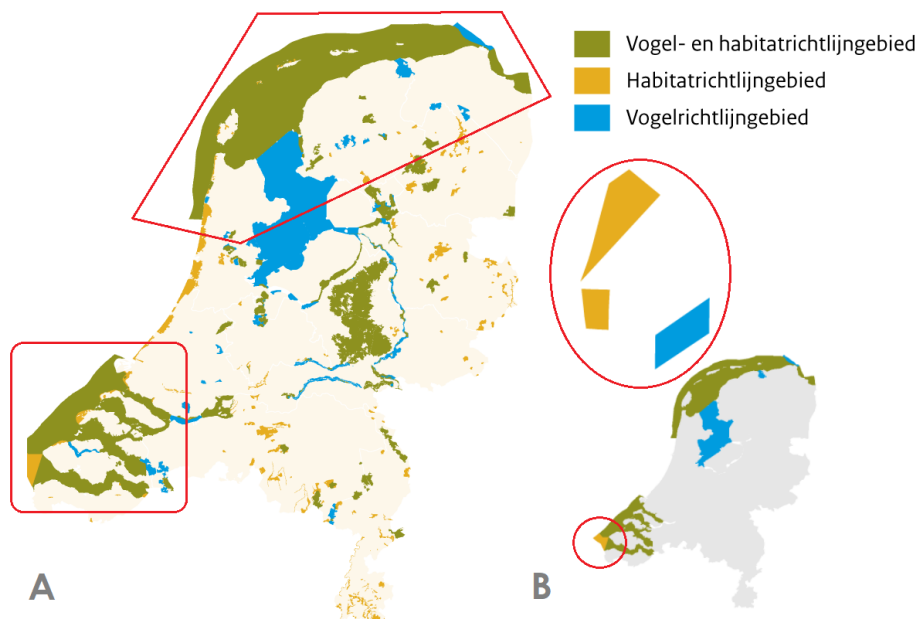 Vogel- en habitatrichtlijngebied
Habitatrichtlijngebied
Vogelrichtlijngebied
A
B